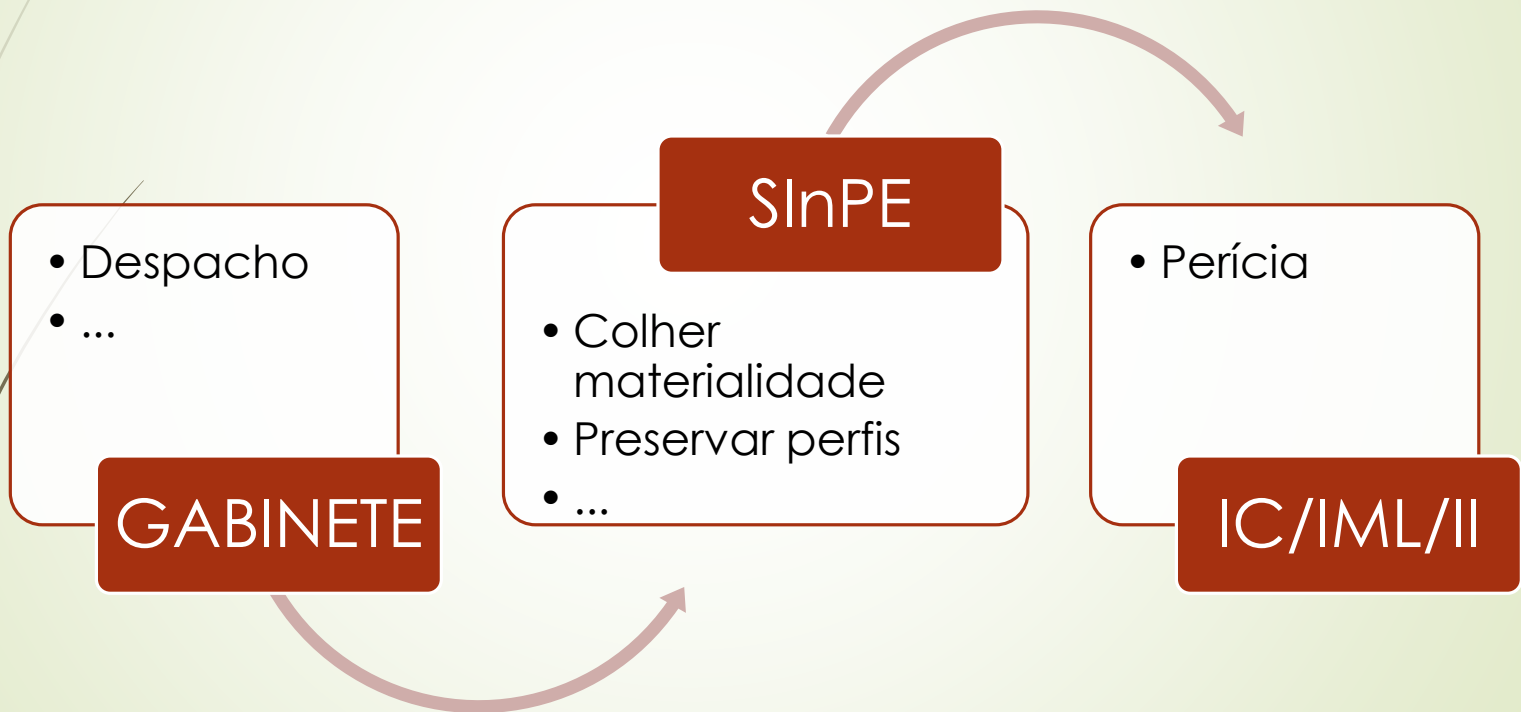 • Despacho
• ...
GABINETE
SInPE
• Colher
materialidade
• Preservar perfis
• ...
• Perícia
IC/IML/II